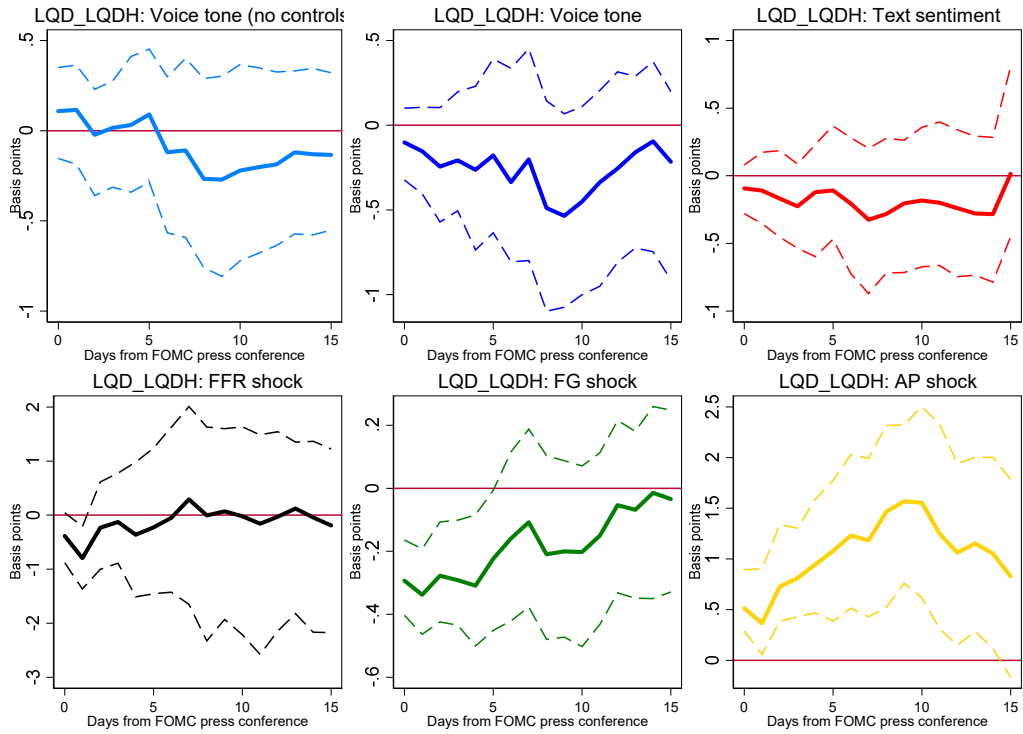 LQD_LQDH: Voice tone (no controls
.5
0
-.5
-1
Basis points
0 5 10 15
Days from FOMC press conference
LQD_LQDH: Voice tone
.5
0
-.5
-1
Basis points
0 5 10 15
Days from FOMC press conference
LQD_LQDH: Text sentiment
1
.5
0
-.5
-1
Basis points
0 5 10 15
Days from FOMC press conference
LQD_LQDH: FFR shock
2
1
0
-1
-2
-3
Basis points
0 5 10 15
Days from FOMC press conference
LQD_LQDH: FG shock
.2
0
-.2
-.4
-.6
Basis points
0 5 10 15
Days from FOMC press conference
LQD_LQDH: AP shock
2.5
2
1.5
1
.5
0
Basis points
0 5 10 15
Days from FOMC press conference